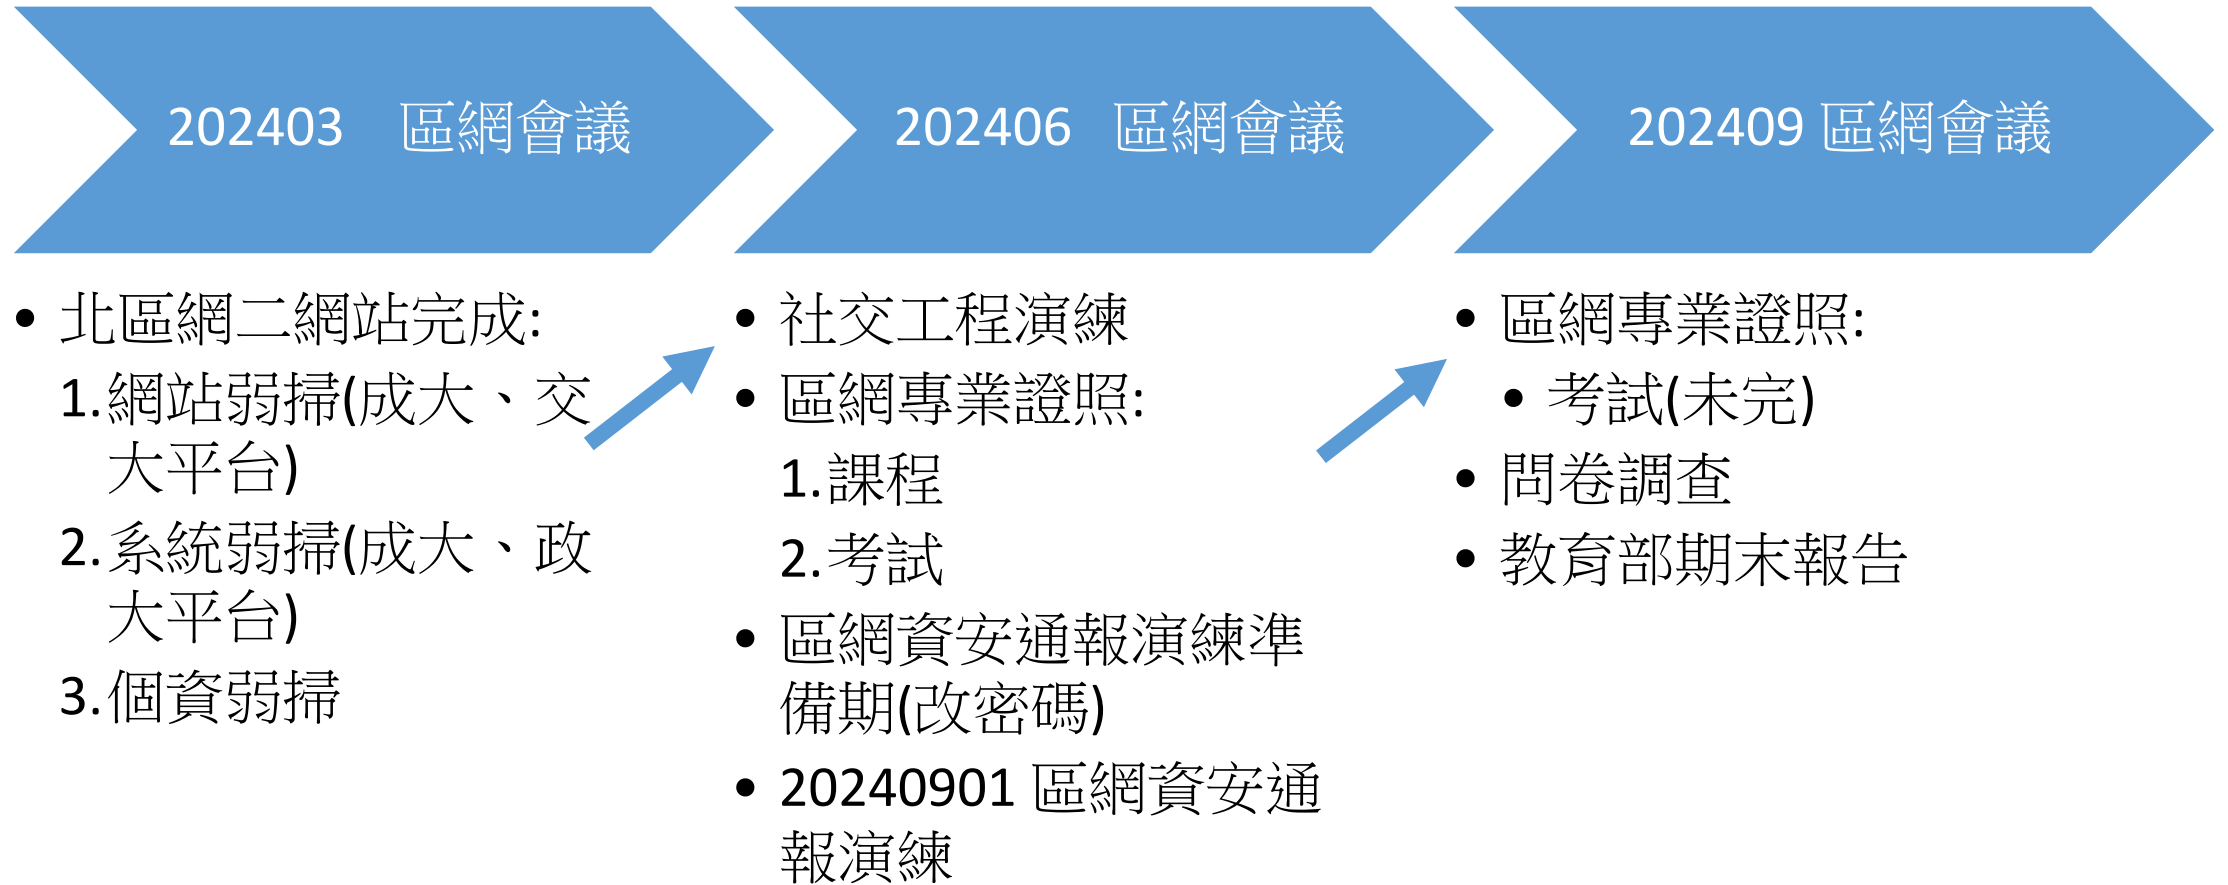 202403 區網會議
• 北區網二網站完成:
1.網站弱掃(成大、交
大平台)
2.系統弱掃(成大、政
大平台)
3.個資弱掃
202406 區網會議
• 社交工程演練
• 區網專業證照:
1.課程
2.考試
• 區網資安通報演練準
備期(改密碼)
• 20240901 區網資安通
報演練
202409 區網會議
• 區網專業證照:
• 考試(未完)
• 問卷調查
• 教育部期末報告